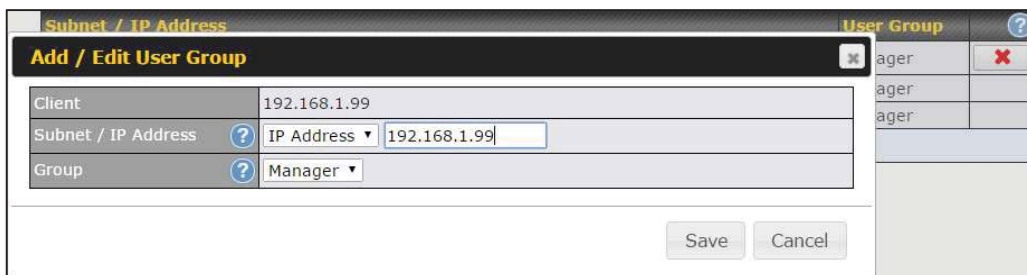 Subnet / IP Address User Group ?
Add / Edit User Group
ager
Client 192.168.1.99
ager
Subnet / IP Address ? IP Address 192.168.1.99
ager
Group ? Manager
Save Cancel